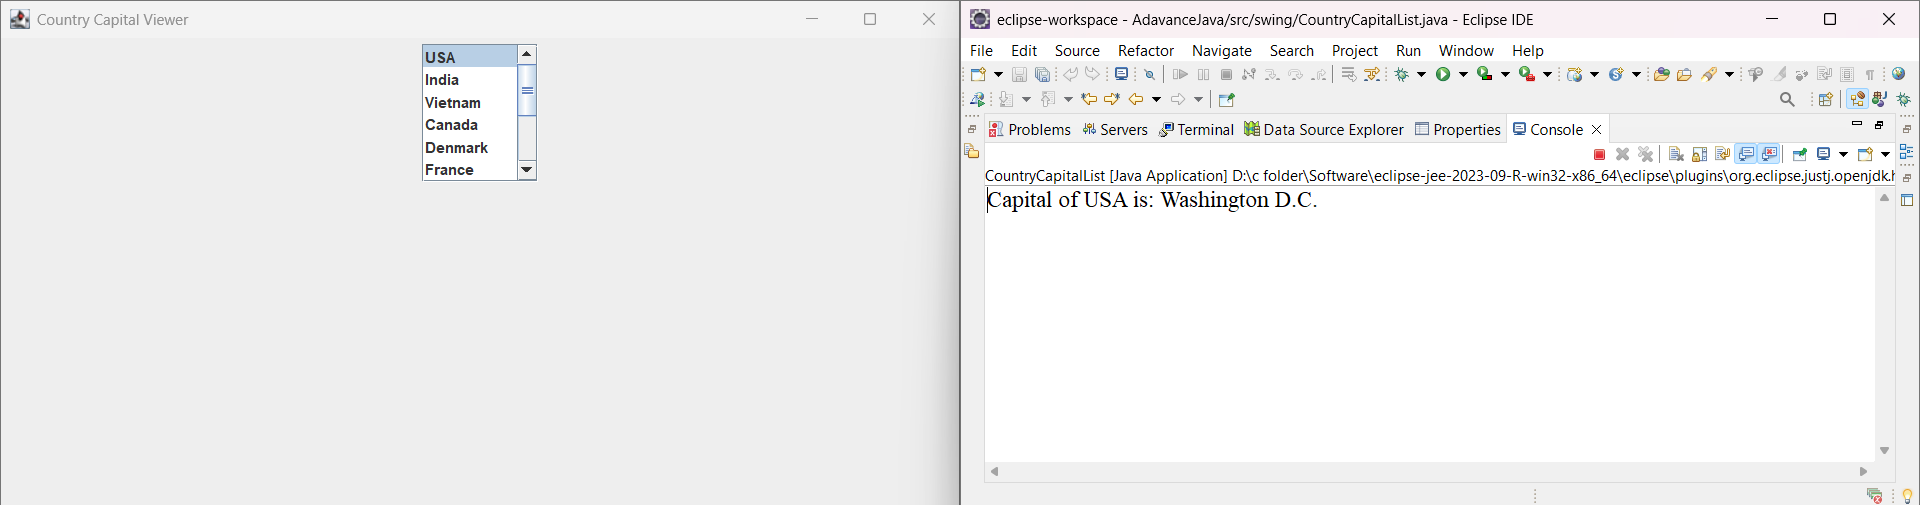 Country Capital Viewer
USA
India
Vietnam
Canada
Denmark
France
eclipse-workspace - AdavanceJava/src/swing/CountryCapitalList.java - Eclipse IDE
File Edit Source Refactor Navigate Search Project Run Window Help
Problems Servers Terminal Data Source Explorer Properties Console
CountryCapitalList [Java Application] D:\c folder\Software\eclipse-jee-2023-09-R-win32-x86_64\eclipse\plugins\org.eclipse.justj.openjdk.h
Capital of USA is: Washington D.C.